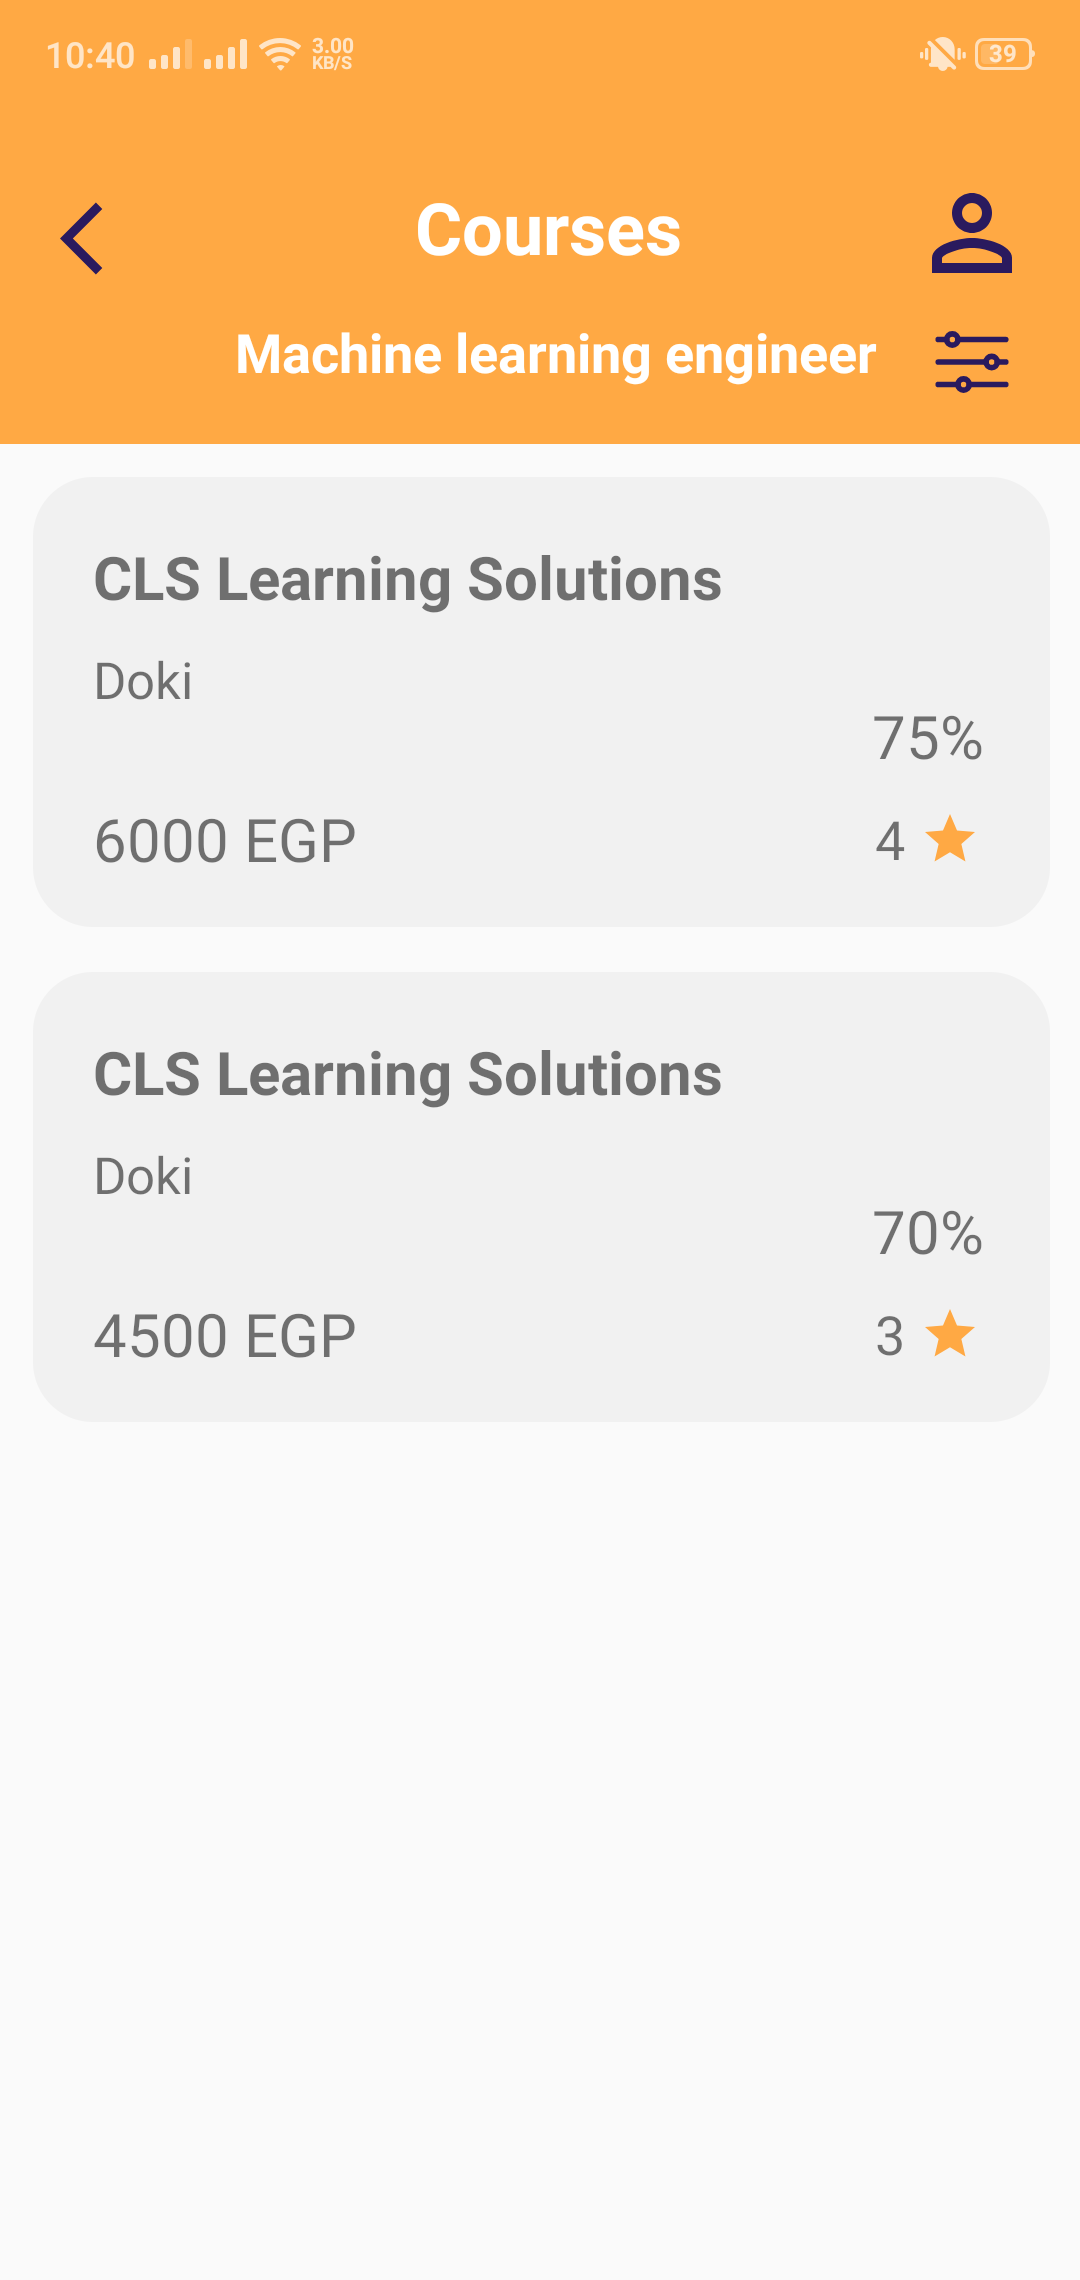 10:40 3.00 KB/S 39
Courses
Machine learning engineer
CLS Learning Solutions
Doki
75%
6000 EGP 4
CLS Learning Solutions
Doki
70%
4500 EGP 3